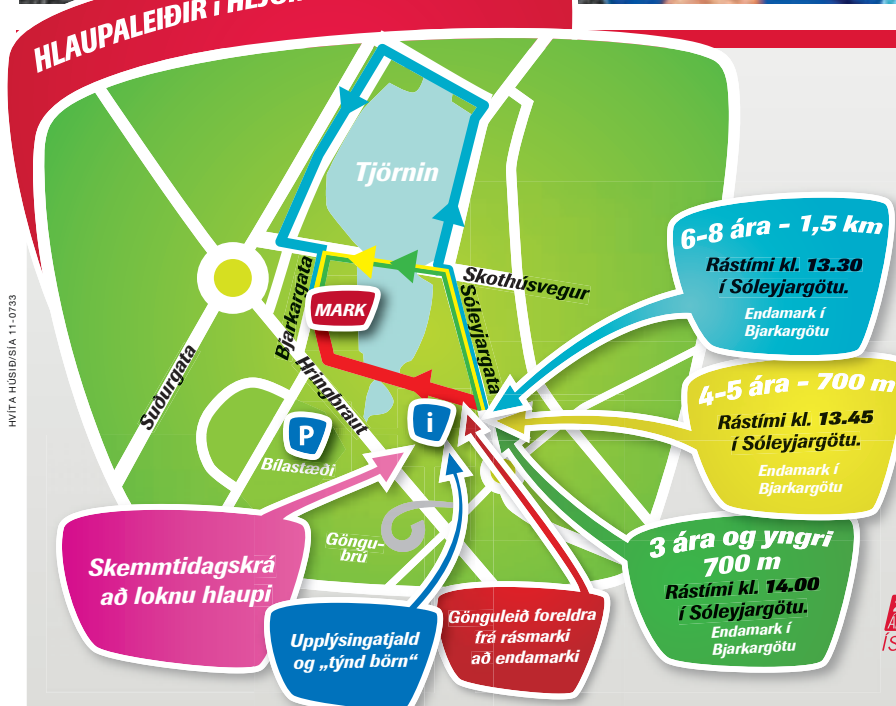 HLAUPALEIÐIR Í
HVÍTA HÚSIÐ/SÍA 11-0733
Tjörnin
Skothúsvegur
Sóleyjargata
Bjarkargata
MARK
Hringbraut
Suðurgata
P
Bílastæði
i
Göngu-
brú
6-8 ára - 1,5 km
Rástími kl. 13.30
í Sóleyjargötu.
Endamark í
Bjarkargötu
4-5 ára - 700 m
Rástími kl. 13.45
í Sóleyjargötu.
Endamark í
Bjarkargötu
3 ára og yngri
700 m
Rástími kl. 14.00
í Sóleyjargötu.
Endamark í
Bjarkargötu
Skemmtidagskrá
að loknu hlaupi
Upplýsingatjald
og „týnd börn“
Gönguleið foreldra
frá rásmarki
að endamarki